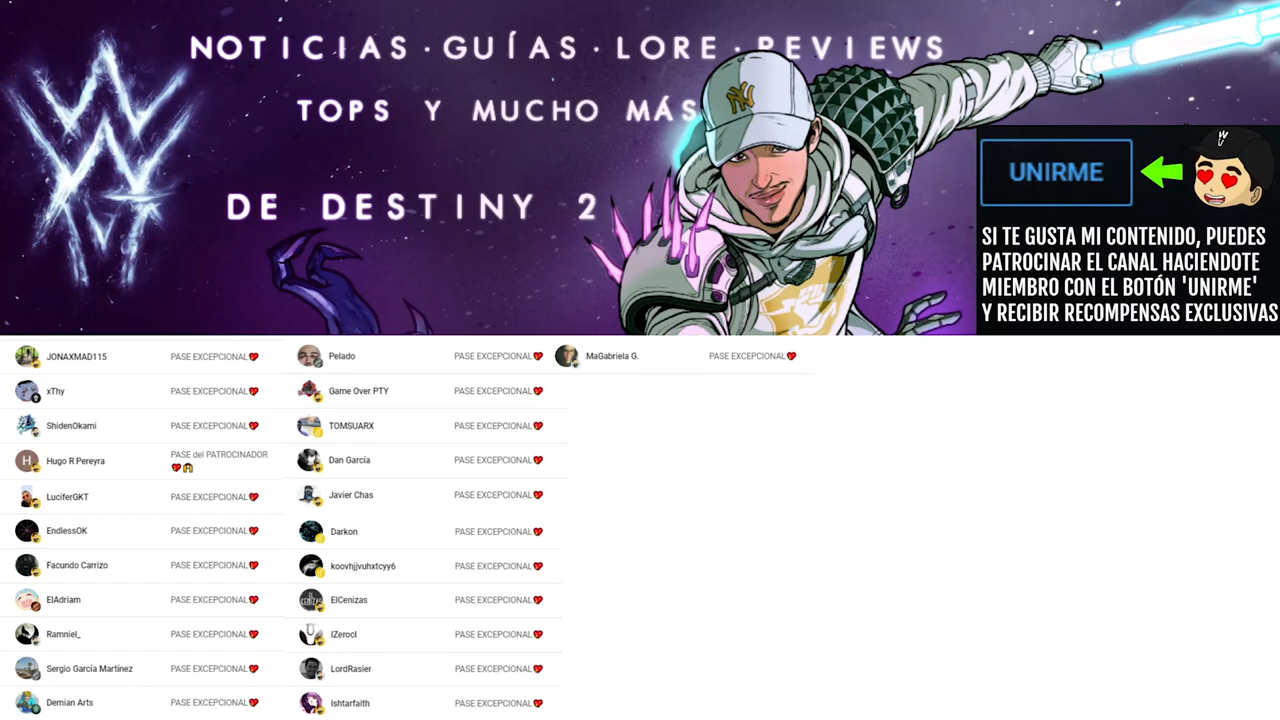 NOTICIAS · GUÍAS · LORE · REVIEWS
TOPS Y MUCHO MÁS
DE DESTINY 2
NY
UNIRME
SI TE GUSTA MI CONTENIDO, PUEDES
PATROCINAR EL CANAL HACIENDOTE
MIEMBRO CON EL BOTÓN 'UNIRME'
Y RECIBIR RECOMPENSAS EXCLUSIVAS
JONAXMAD115 PASE EXCEPCIONAL
xThy PASE EXCEPCIONAL
ShidenOkami PASE EXCEPCIONAL
H Hugo R Pereyra PASE del PATROCINADOR
LuciferGKT PASE EXCEPCIONAL
EndlessOK PASE EXCEPCIONAL
Facundo Carrizo PASE EXCEPCIONAL
ElAdriam PASE EXCEPCIONAL
Ramniel_ PASE EXCEPCIONAL
Sergio García Martínez PASE EXCEPCIONAL
Demian Arts PASE EXCEPCIONAL
Pelado PASE EXCEPCIONAL
Game Over PTY PASE EXCEPCIONAL
TOMSUARX PASE EXCEPCIONAL
Dan García PASE EXCEPCIONAL
Javier Chas PASE EXCEPCIONAL
Darkon PASE EXCEPCIONAL
koovhjjvuhxtcyy6 PASE EXCEPCIONAL
ElCenizas PASE EXCEPCIONAL
IZerocI PASE EXCEPCIONAL
LordRasier PASE EXCEPCIONAL
Ishtarfaith PASE EXCEPCIONAL
MaGabriela G. PASE EXCEPCIONAL